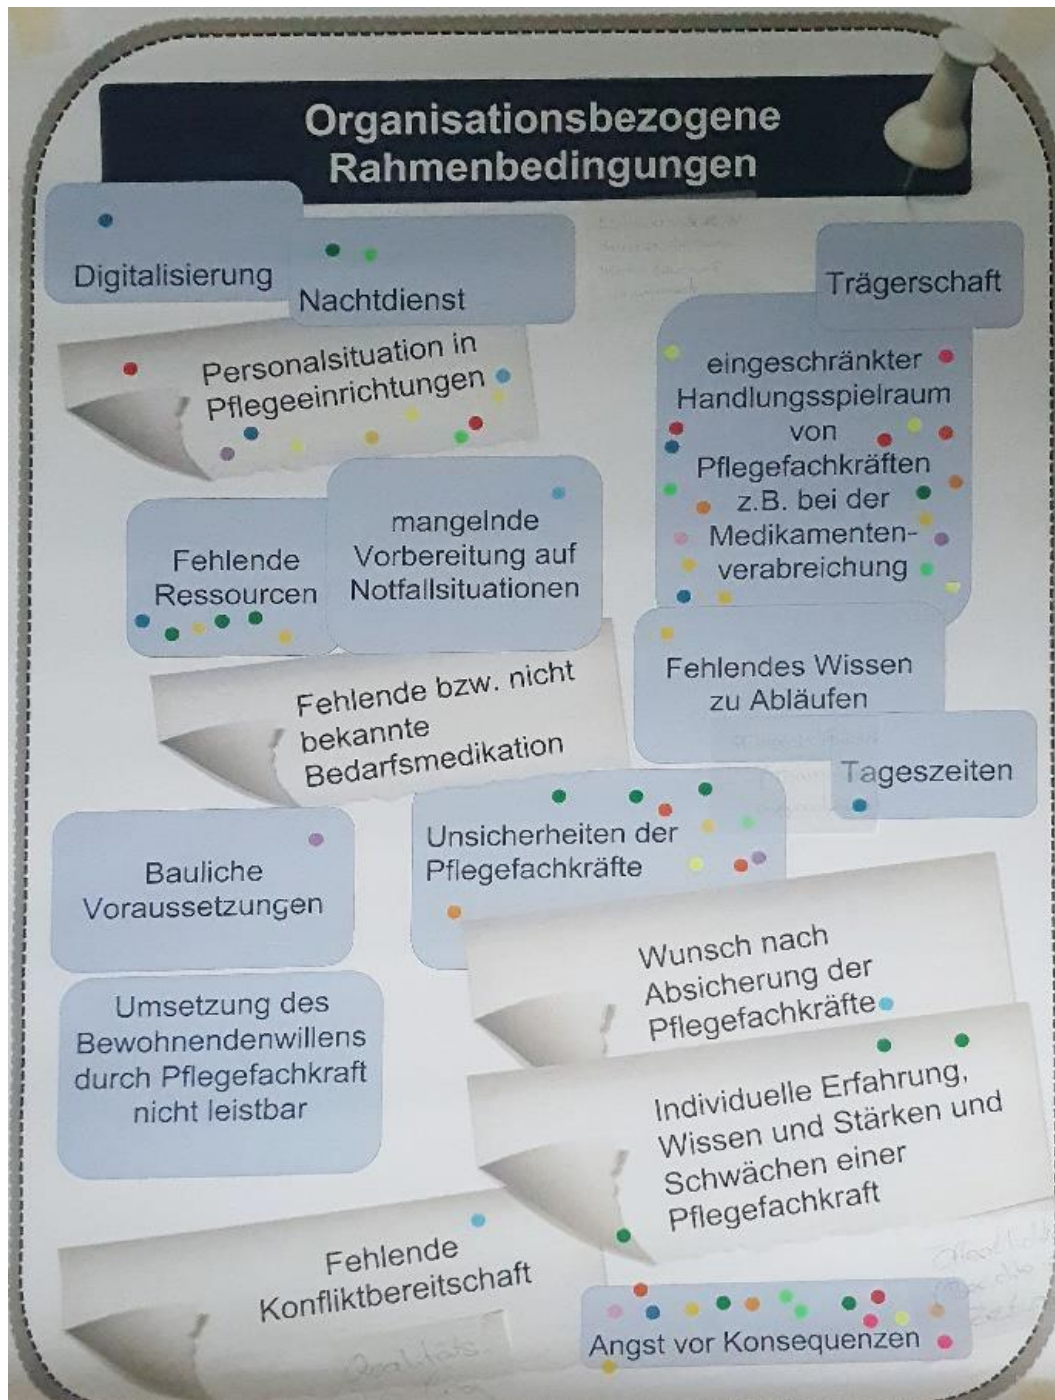 Organisationsbezogene
Rahmenbedingungen
Digitalisierung
Nachtdienst
Trägerschaft
Personalsituation in
Pflegeeinrichtungen
eingeschränkter
Handlungsspielraum
von
Pflegefachkräften
z.B. bei der
Medikamenten-
verabreichung
Fehlende
Ressourcen
mangelnde
Vorbereitung auf
Notfallsituationen
Fehlendes Wissen
zu Abläufen
Fehlende bzw. nicht
bekannte
Bedarfsmedikation
Tageszeiten
Bauliche
Voraussetzungen
Unsicherheiten der
Pflegefachkräfte
Wunsch nach
Absicherung der
Pflegefachkräfte
Umsetzung des
Bewohnendenwillens
durch Pflegefachkraft
nicht leistbar
Individuelle Erfahrung,
Wissen und Stärken und
Schwächen einer
Pflegefachkraft
Fehlende
Konfliktbereitschaft
Angst vor Konsequenzen